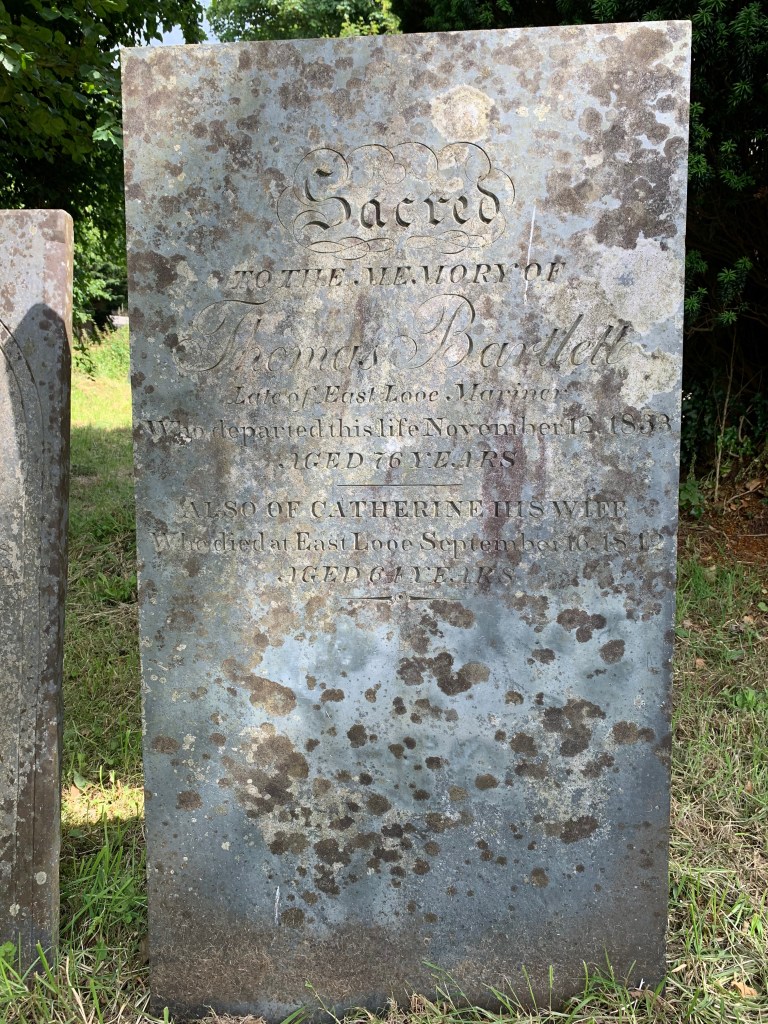 Sacred
TO THE MEMORY OF
Thomas Bartlett
Late of East Looe Mariner
Who departed this life November 12, 1853
AGED 76 YEARS
ALSO OF CATHERINE HIS WIFE
Who died at East Looe September 16, 1842
AGED 64 YEARS